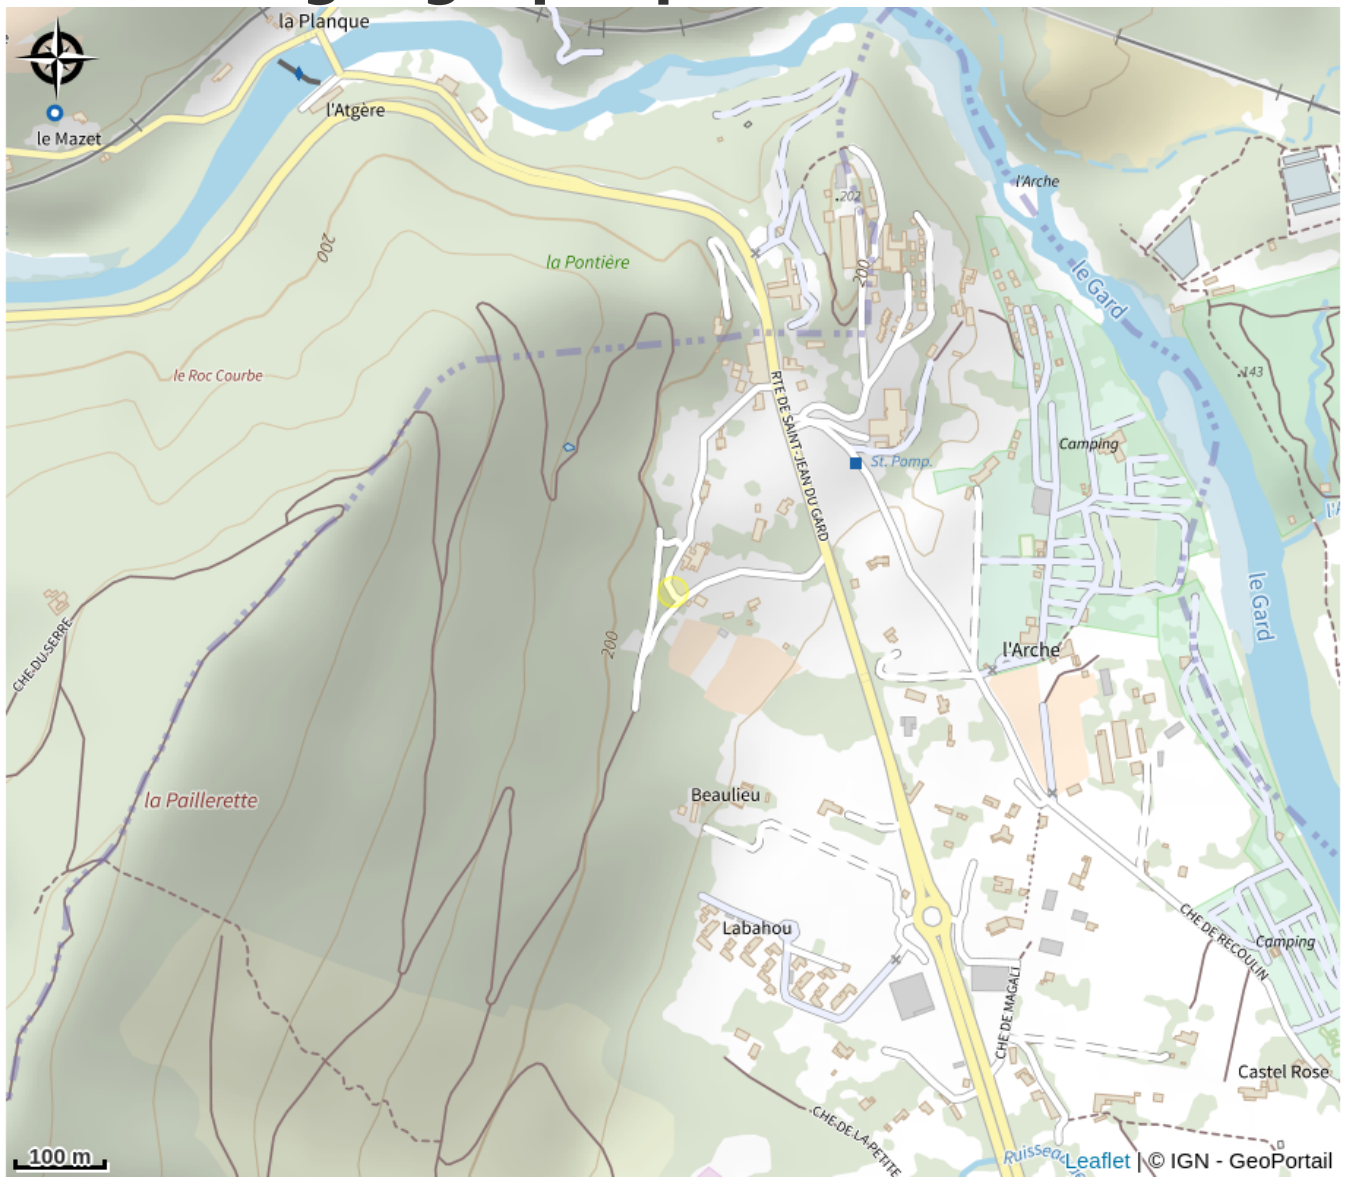 la Planque
l'Atgère
le Mazet
l'Arche
.202
200
200
la Pontière
le Gard
le Roc Courbe
.143
RTE DE SAINT-JEAN DU GARD
Camping
St. Pomp.
le Gard
CHE DU SERRE
200
l'Arche
la Paillerette
Beaulieu
Labahou
CHE DE RECOULIN
Camping
CHE DE MAGALI
Castel Rose
CHE DE LA PETITE
100 m
Leaflet | © IGN - GeoPortail